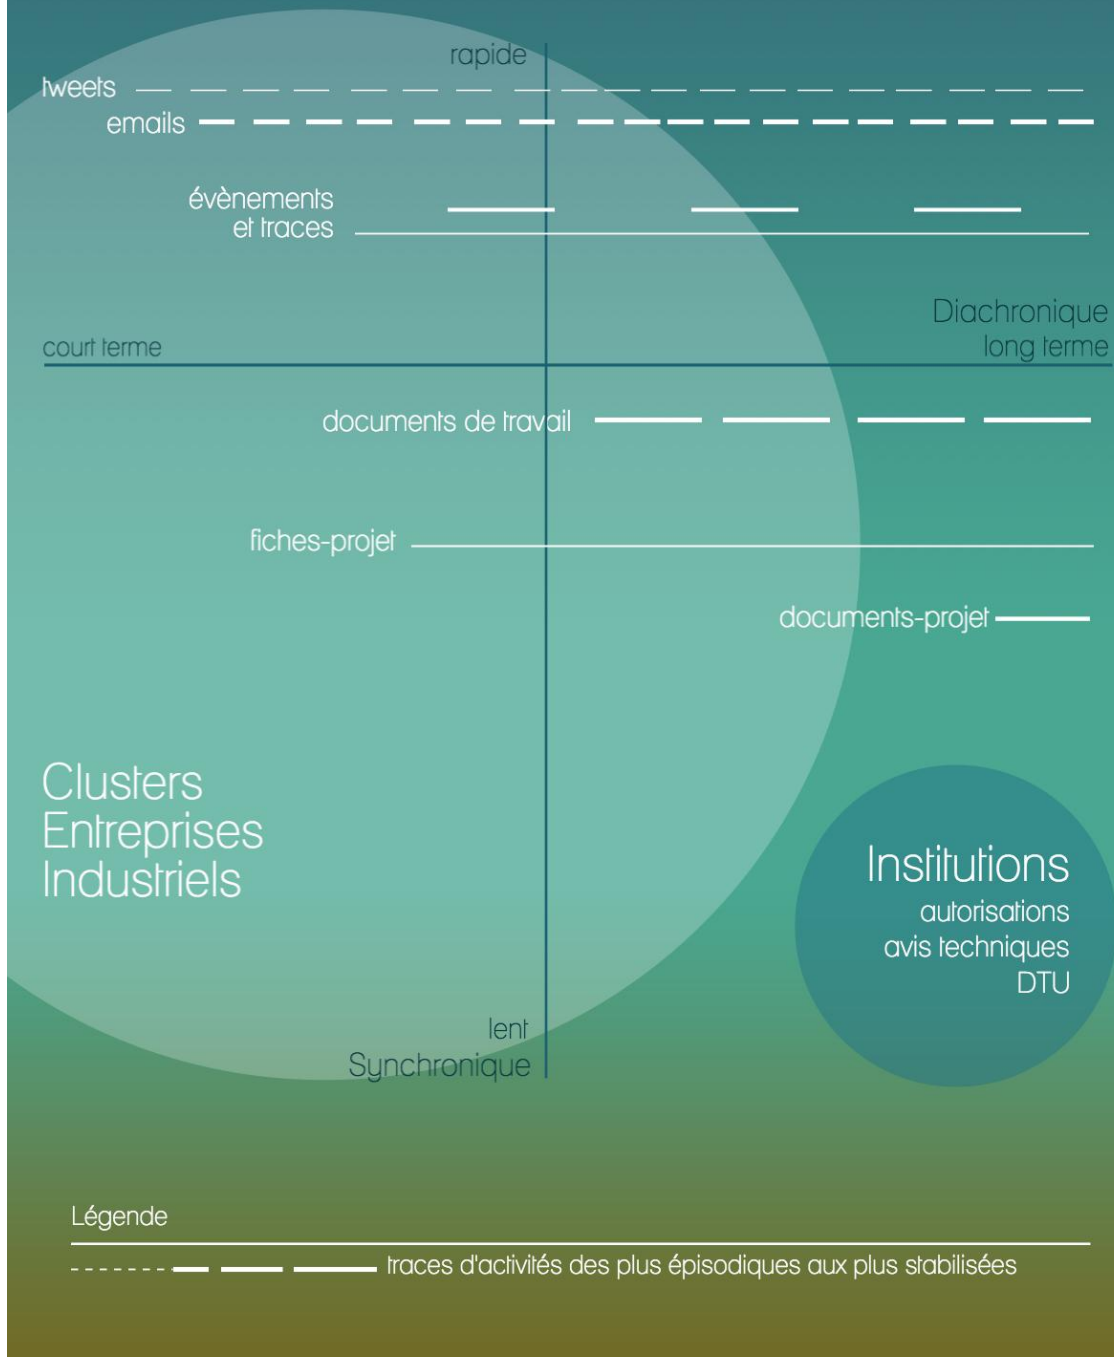 rapide
tweets
emails
évènements
et traces
Diachronique
long terme
court terme
documents de travail
fiches-projet
documents-projet
Clusters
Entreprises
Industriels
Institutions
autorisations
avis techniques
DTU
lent
Synchronique
Légende
traces d'activités des plus épisodiques aux plus stabilisées